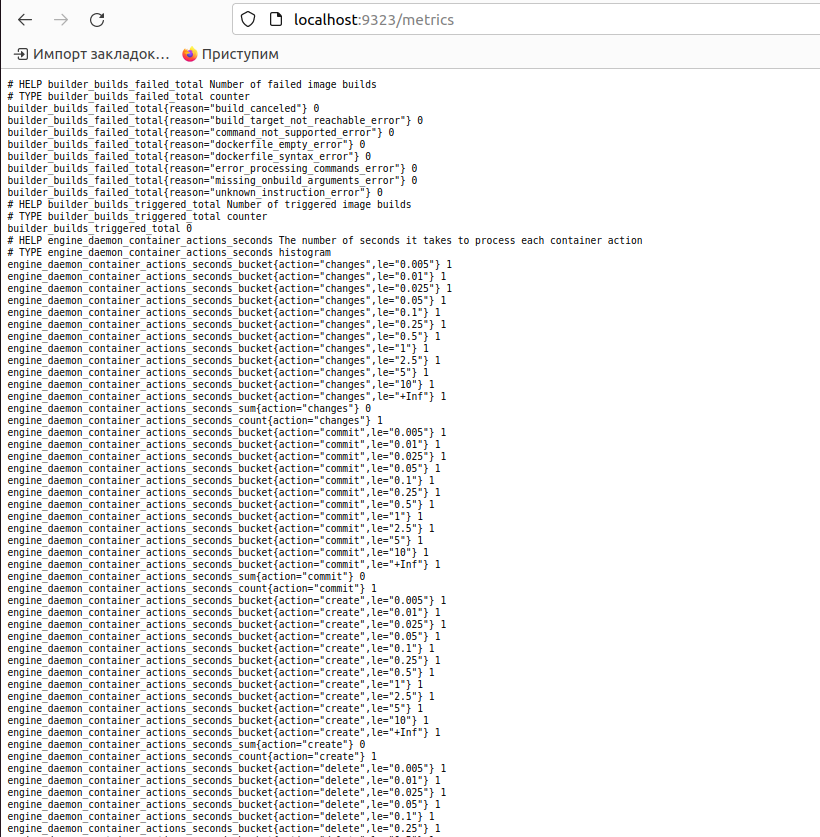 localhost:9323/metrics
Импорт закладок... Приступим
# HELP builder_builds_failed_total Number of failed image builds
# TYPE builder_builds_failed_total counter
builder_builds_failed_total{reason="build_canceled"} 0
builder_builds_failed_total{reason="build_target_not_reachable_error"} 0
builder_builds_failed_total{reason="command_not_supported_error"} 0
builder_builds_failed_total{reason="dockerfile_empty_error"} 0
builder_builds_failed_total{reason="dockerfile_syntax_error"} 0
builder_builds_failed_total{reason="error_processing_commands_error"} 0
builder_builds_failed_total{reason="missing_onbuild_arguments_error"} 0
builder_builds_failed_total{reason="unknown_instruction_error"} 0
# HELP builder_builds_triggered_total Number of triggered image builds
# TYPE builder_builds_triggered_total counter
builder_builds_triggered_total 0
# HELP engine_daemon_container_actions_seconds The number of seconds it takes to process each container action
# TYPE engine_daemon_container_actions_seconds histogram
engine_daemon_container_actions_seconds_bucket{action="changes",le="0.005"} 1
engine_daemon_container_actions_seconds_bucket{action="changes",le="0.01"} 1
engine_daemon_container_actions_seconds_bucket{action="changes",le="0.025"} 1
engine_daemon_container_actions_seconds_bucket{action="changes",le="0.05"} 1
engine_daemon_container_actions_seconds_bucket{action="changes",le="0.1"} 1
engine_daemon_container_actions_seconds_bucket{action="changes",le="0.25"} 1
engine_daemon_container_actions_seconds_bucket{action="changes",le="0.5"} 1
engine_daemon_container_actions_seconds_bucket{action="changes",le="1"} 1
engine_daemon_container_actions_seconds_bucket{action="changes",le="2.5"} 1
engine_daemon_container_actions_seconds_bucket{action="changes",le="5"} 1
engine_daemon_container_actions_seconds_bucket{action="changes",le="10"} 1
engine_daemon_container_actions_seconds_bucket{action="changes",le="+Inf"} 1
engine_daemon_container_actions_seconds_sum{action="changes"} 0
engine_daemon_container_actions_seconds_count{action="changes"} 1
engine_daemon_container_actions_seconds_bucket{action="commit",le="0.005"} 1
engine_daemon_container_actions_seconds_bucket{action="commit",le="0.01"} 1
engine_daemon_container_actions_seconds_bucket{action="commit",le="0.025"} 1
engine_daemon_container_actions_seconds_bucket{action="commit",le="0.05"} 1
engine_daemon_container_actions_seconds_bucket{action="commit",le="0.1"} 1
engine_daemon_container_actions_seconds_bucket{action="commit",le="0.25"} 1
engine_daemon_container_actions_seconds_bucket{action="commit",le="0.5"} 1
engine_daemon_container_actions_seconds_bucket{action="commit",le="1"} 1
engine_daemon_container_actions_seconds_bucket{action="commit",le="2.5"} 1
engine_daemon_container_actions_seconds_bucket{action="commit",le="5"} 1
engine_daemon_container_actions_seconds_bucket{action="commit",le="10"} 1
engine_daemon_container_actions_seconds_bucket{action="commit",le="+Inf"} 1
engine_daemon_container_actions_seconds_sum{action="commit"} 0
engine_daemon_container_actions_seconds_count{action="commit"} 1
engine_daemon_container_actions_seconds_bucket{action="create",le="0.005"} 1
engine_daemon_container_actions_seconds_bucket{action="create",le="0.01"} 1
engine_daemon_container_actions_seconds_bucket{action="create",le="0.025"} 1
engine_daemon_container_actions_seconds_bucket{action="create",le="0.05"} 1
engine_daemon_container_actions_seconds_bucket{action="create",le="0.1"} 1
engine_daemon_container_actions_seconds_bucket{action="create",le="0.25"} 1
engine_daemon_container_actions_seconds_bucket{action="create",le="0.5"} 1
engine_daemon_container_actions_seconds_bucket{action="create",le="1"} 1
engine_daemon_container_actions_seconds_bucket{action="create",le="2.5"} 1
engine_daemon_container_actions_seconds_bucket{action="create",le="5"} 1
engine_daemon_container_actions_seconds_bucket{action="create",le="10"} 1
engine_daemon_container_actions_seconds_bucket{action="create",le="+Inf"} 1
engine_daemon_container_actions_seconds_sum{action="create"} 0
engine_daemon_container_actions_seconds_count{action="create"} 1
engine_daemon_container_actions_seconds_bucket{action="delete",le="0.005"} 1
engine_daemon_container_actions_seconds_bucket{action="delete",le="0.01"} 1
engine_daemon_container_actions_seconds_bucket{action="delete",le="0.025"} 1
engine_daemon_container_actions_seconds_bucket{action="delete",le="0.05"} 1
engine_daemon_container_actions_seconds_bucket{action="delete",le="0.1"} 1
engine_daemon_container_actions_seconds_bucket{action="delete",le="0.25"} 1